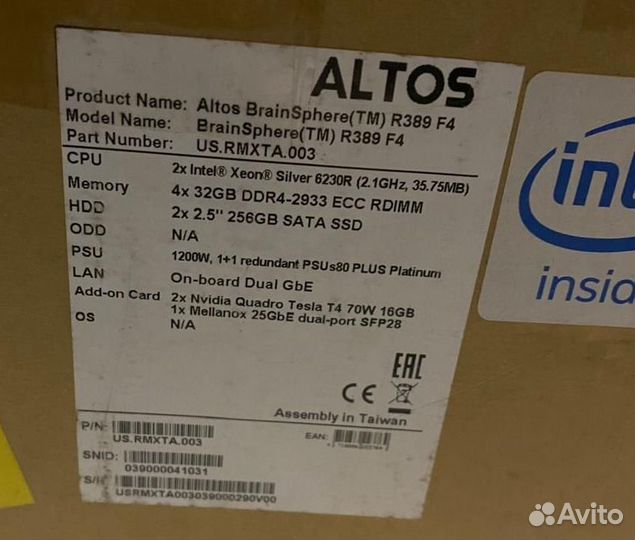 ALTOS
Product Name: Altos BrainSphere(TM) R389 F4
Model Name: BrainSphere(TM) R389 F4
Part Number: US.RMXTA.003
CPU 2x Intel® Xeon® Silver 6230R (2.1GHz, 35.75MB)
Memory 4x 32GB DDR4-2933 ECC RDIMM
HDD 2x 2.5" 256GB SATA SSD
ODD N/A
PSU 1200W, 1+1 redundant PSUs80 PLUS Platinum
LAN On-board Dual GbE
Add-on Card 2x Nvidia Quadro Tesla T4 70W 16GB
1x Mellanox 25GbE dual-port SFP28
OS N/A
EAC
CE
Assembly in Taiwan
P/N:
US.RMXTA.003
EAN:
SNID:
039000041031
S/N:
USRMXTA003039000290V00
int
insid
Avito